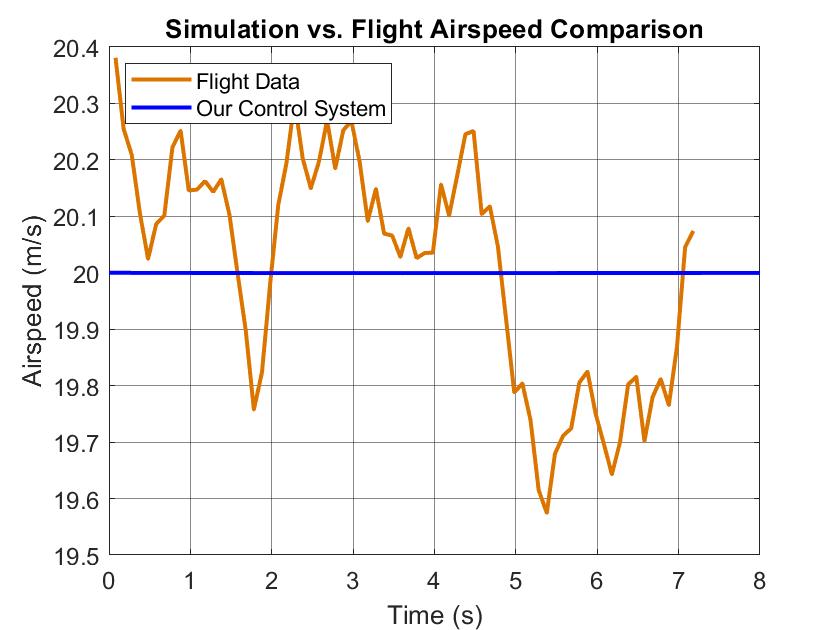 Simulation vs. Flight Airspeed Comparison
20.4
Flight Data
Our Control System
20.3
20.2
20.1
20
19.9
19.8
19.7
19.6
19.5
Airspeed (m/s)
0 1 2 3 4 5 6 7 8
Time (s)